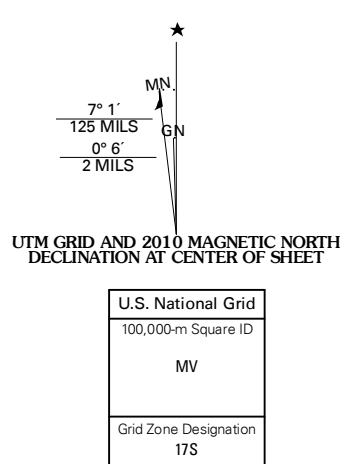 ★
MN
7° 1´
125 MILS
GN
0° 6´
2 MILS
UTM GRID AND 2010 MAGNETIC NORTH
DECLINATION AT CENTER OF SHEET
U.S. National Grid
100,000-m Square ID
MV
Grid Zone Designation
17S